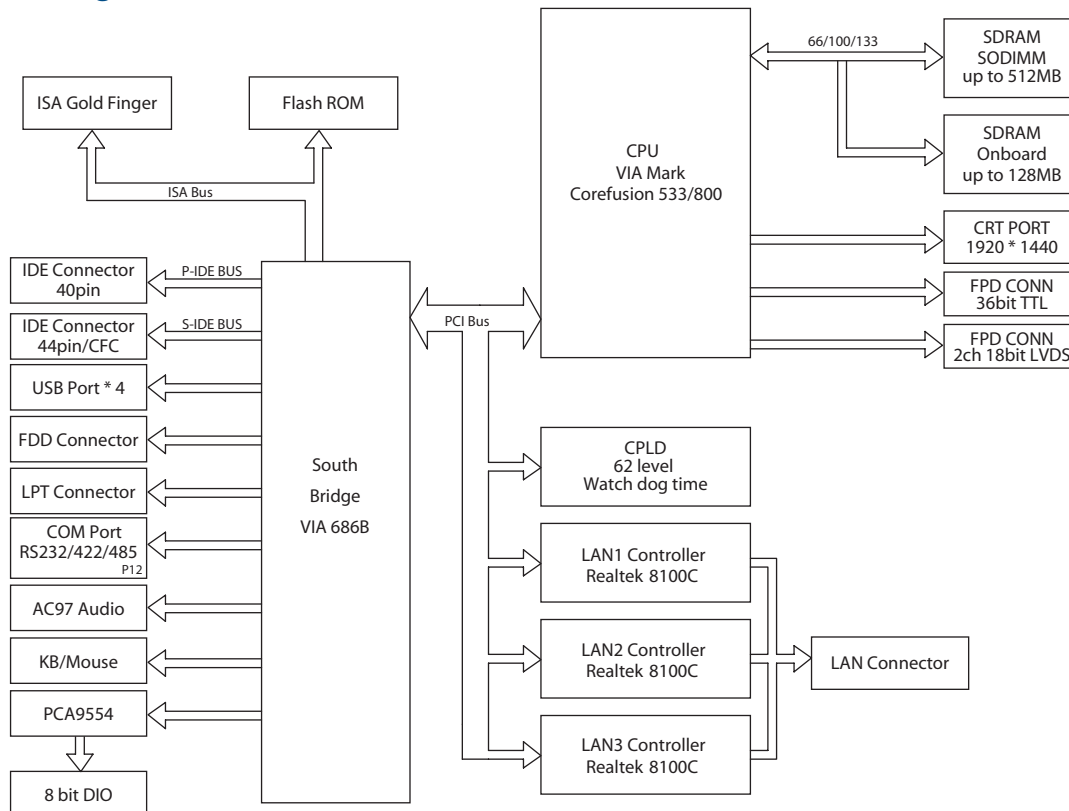 66/100/133
SDRAM
SODIMM
up to 512MB
ISA Gold Finger
Flash ROM
SDRAM
Onboard
up to 128MB
CPU
VIA Mark
Corefusion 533/800
ISA Bus
CRT PORT
1920 * 1440
IDE Connector
40pin
P-IDE BUS
FPD CONN
36bit TTL
IDE Connector
44pin/CFC
S-IDE BUS
PCI Bus
FPD CONN
2ch 18bit LVDS
USB Port * 4
FDD Connector
LPT Connector
COM Port
RS232/422/485
P12
AC97 Audio
KB/Mouse
PCA9554
8 bit DIO
South
Bridge
VIA 686B
CPLD
62 level
Watch dog time
LAN1 Controller
Realtek 8100C
LAN2 Controller
Realtek 8100C
LAN3 Controller
Realtek 8100C
LAN Connector